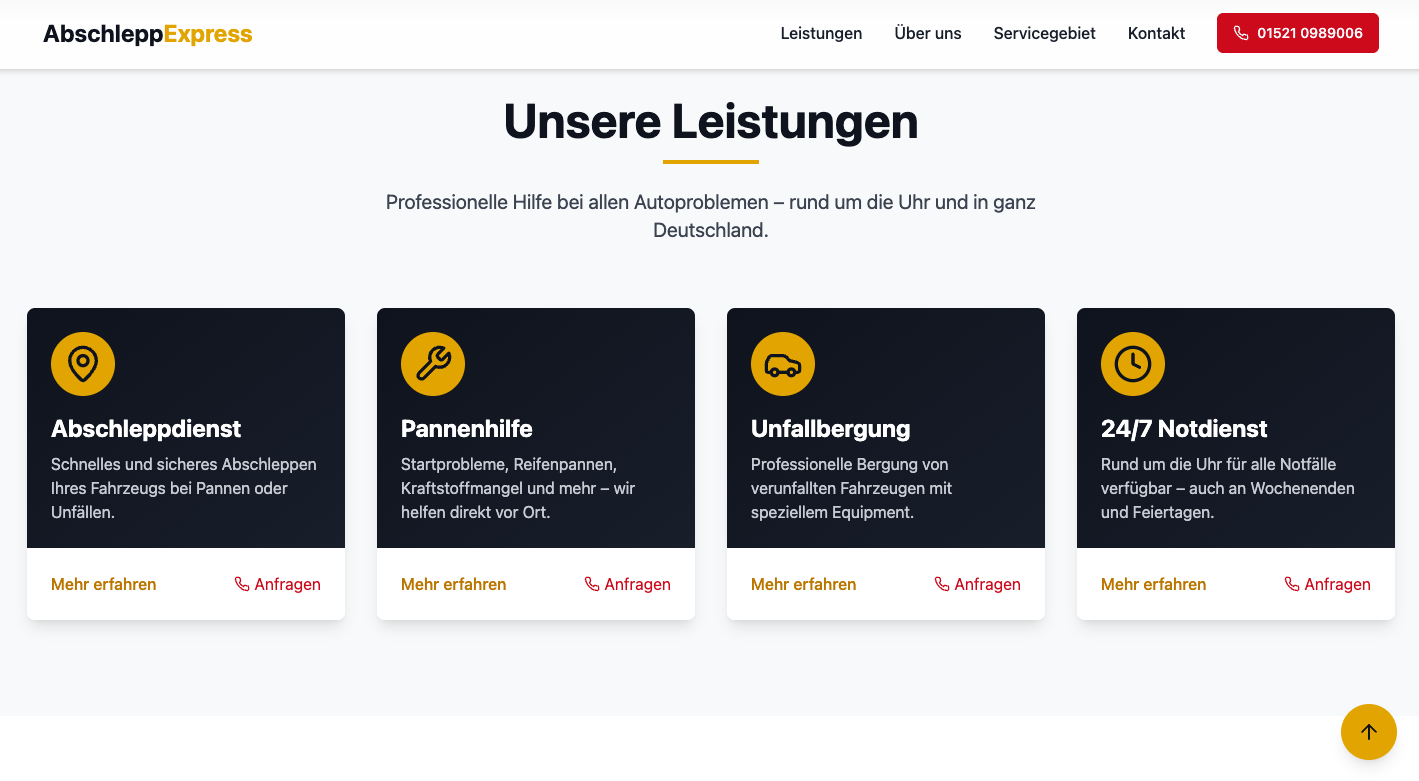 AbschleppExpress
Leistungen
Über uns
Servicegebiet
Kontakt
01521 0989006
Unsere Leistungen
Professionelle Hilfe bei allen Autoproblemen – rund um die Uhr und in ganz
Deutschland.
Abschleppdienst
Schnelles und sicheres Abschleppen
Ihres Fahrzeugs bei Pannen oder
Unfällen.
Mehr erfahren
Anfragen
Pannenhilfe
Startprobleme, Reifenpannen,
Kraftstoffmangel und mehr – wir
helfen direkt vor Ort.
Mehr erfahren
Anfragen
Unfallbergung
Professionelle Bergung von
verunfallten Fahrzeugen mit
speziellem Equipment.
Mehr erfahren
Anfragen
24/7 Notdienst
Rund um die Uhr für alle Notfälle
verfügbar – auch an Wochenenden
und Feiertagen.
Mehr erfahren
Anfragen